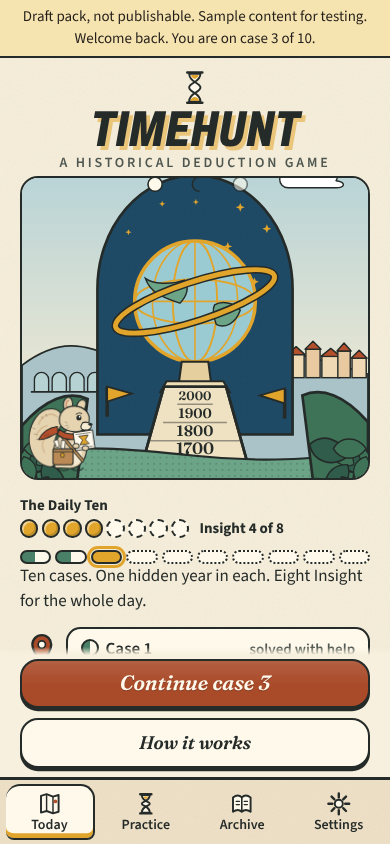 Draft pack, not publishable. Sample content for testing.
Welcome back. You are on case 3 of 10.
TIMEHUNT
A HISTORICAL DEDUCTION GAME
2000
1900
1800
1700
The Daily Ten
Insight 4 of 8
Ten cases. One hidden year in each. Eight Insight
for the whole day.
Case 1 solved with help
Continue case 3
How it works
Today Practice Archive Settings